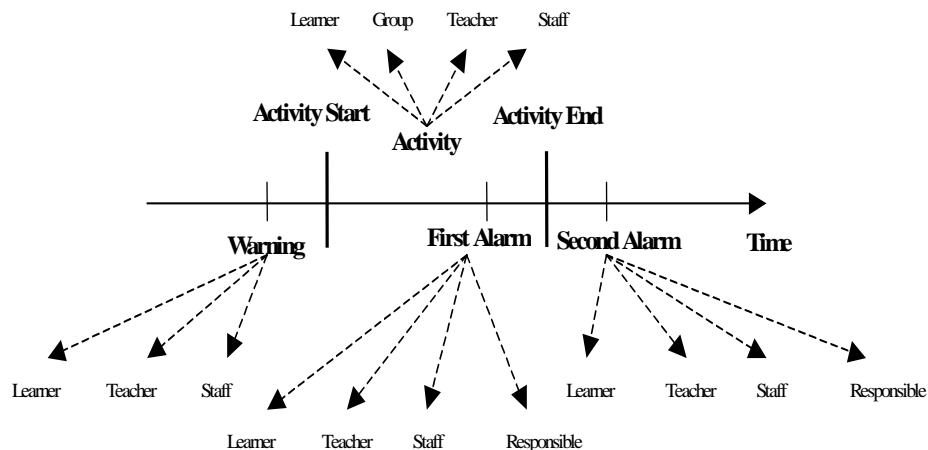 Learner Group Teacher Staff
Activity Start Activity End
Activity
Warning First Alarm Second Alarm Time
Learner Teacher Staff Learner Teacher Staff Responsible
Learner Teacher Staff Responsible